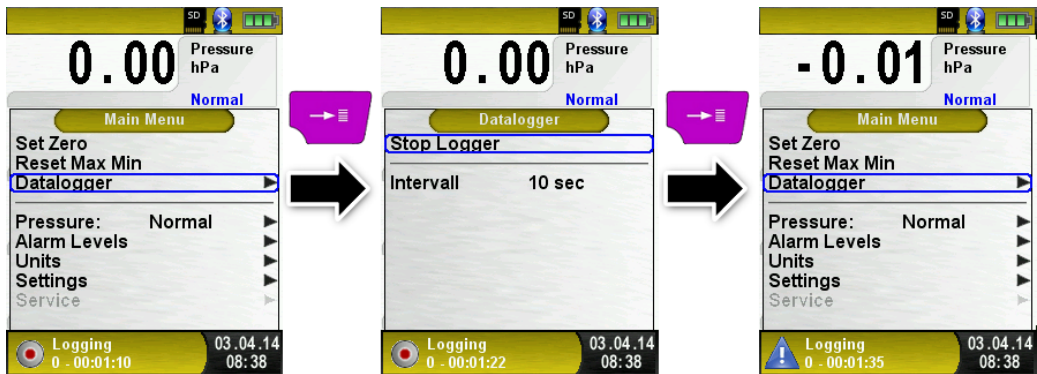 SD
0.00 Pressure
hPa
Normal
Main Menu
Set Zero
Reset Max Min
Datalogger
Pressure: Normal
Alarm Levels
Units
Settings
Service
Logging 03.04.14
0 - 00:01:10 08:38
SD
0.00 Pressure
hPa
Normal
Datalogger
Stop Logger
Intervall 10 sec
Logging 03.04.14
0 - 00:01:22 08:38
SD
-0.01 Pressure
hPa
Normal
Main Menu
Set Zero
Reset Max Min
Datalogger
Pressure: Normal
Alarm Levels
Units
Settings
Service
Logging 03.04.14
0 - 00:01:35 08:38